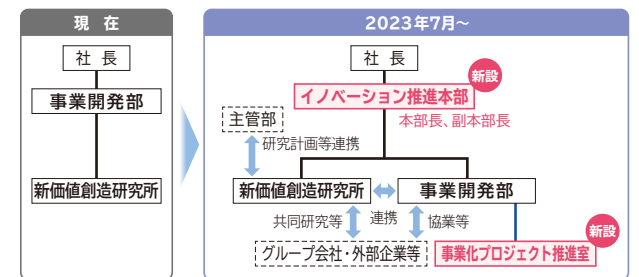 現 在
社 長
事業開発部
新価値創造研究所
2023年7月〜
社 長
新設
イノベーション推進本部
本部長、副本部長
主管部
研究計画等連携
新価値創造研究所
事業開発部
共同研究等
連携
協業等
新設
グループ会社・外部企業等
事業化プロジェクト推進室